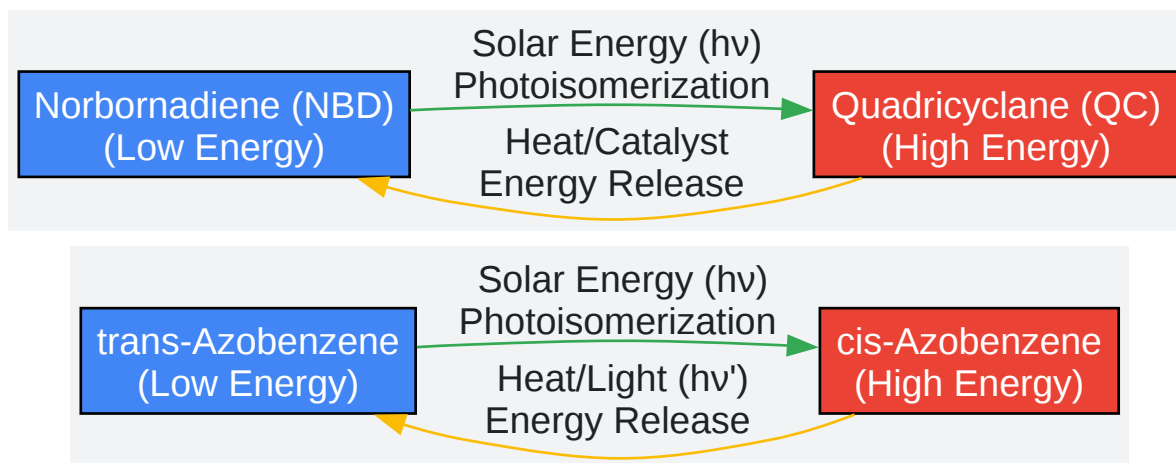 Solar Energy (hν)
Photoisomerization
Norbornadiene (NBD)
(Low Energy)
Quadricyclane (QC)
(High Energy)
Heat/Catalyst
Energy Release
Solar Energy (hν)
Photoisomerization
trans-Azobenzene
(Low Energy)
cis-Azobenzene
(High Energy)
Heat/Light (hν')
Energy Release